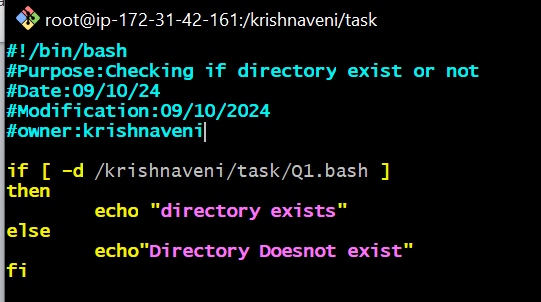 root@ip-172-31-42-161:/krishnaveni/task
#!/bin/bash
#Purpose:Checking if directory exist or not
#Date:09/10/24
#Modification:09/10/2024
#owner:krishnaveni
if [ -d /krishnaveni/task/Q1.bash ]
then
        echo "directory exists"
else
        echo"Directory Doesnot exist"
fi